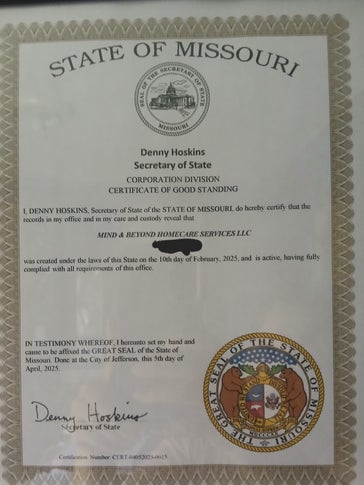 STATE OF MISSOURI
SEAL OF THE SECRETARY OF STATE
MISSOURI
Denny Hoskins
Secretary of State
CORPORATION DIVISION
CERTIFICATE OF GOOD STANDING
I, DENNY HOSKINS, Secretary of State of the STATE OF MISSOURI, do hereby certify that the
records in my office and in my care and custody reveal that
MIND & BEYOND HOMECARE SERVICES LLC
was created under the laws of this State on the 10th day of February, 2025, and is active, having fully
complied with all requirements of this office.
IN TESTIMONY WHEREOF, I hereunto set my hand and
cause to be affixed the GREAT SEAL of the State of
Missouri. Done at the City of Jefferson, this 5th day of
April, 2025.
THE GREAT SEAL OF THE STATE OF MISSOURI
Denny Hoskins
Secretary of State
Certification Number: CERT-04052025-0015